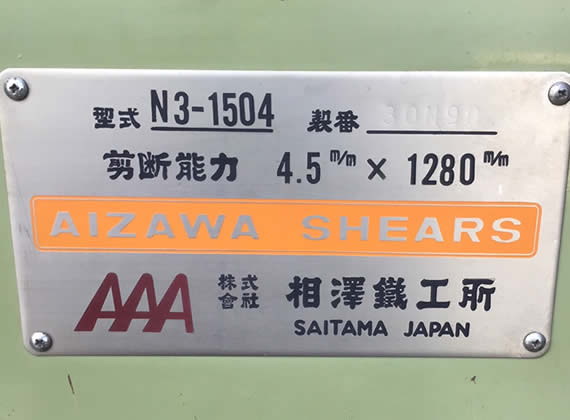 型式 N3-1504 製番
剪断能力 4.5 m/m × 1280 m/m
AIZAWA SHEARS
AAA 株式會社 相澤鐵工所
SAITAMA JAPAN